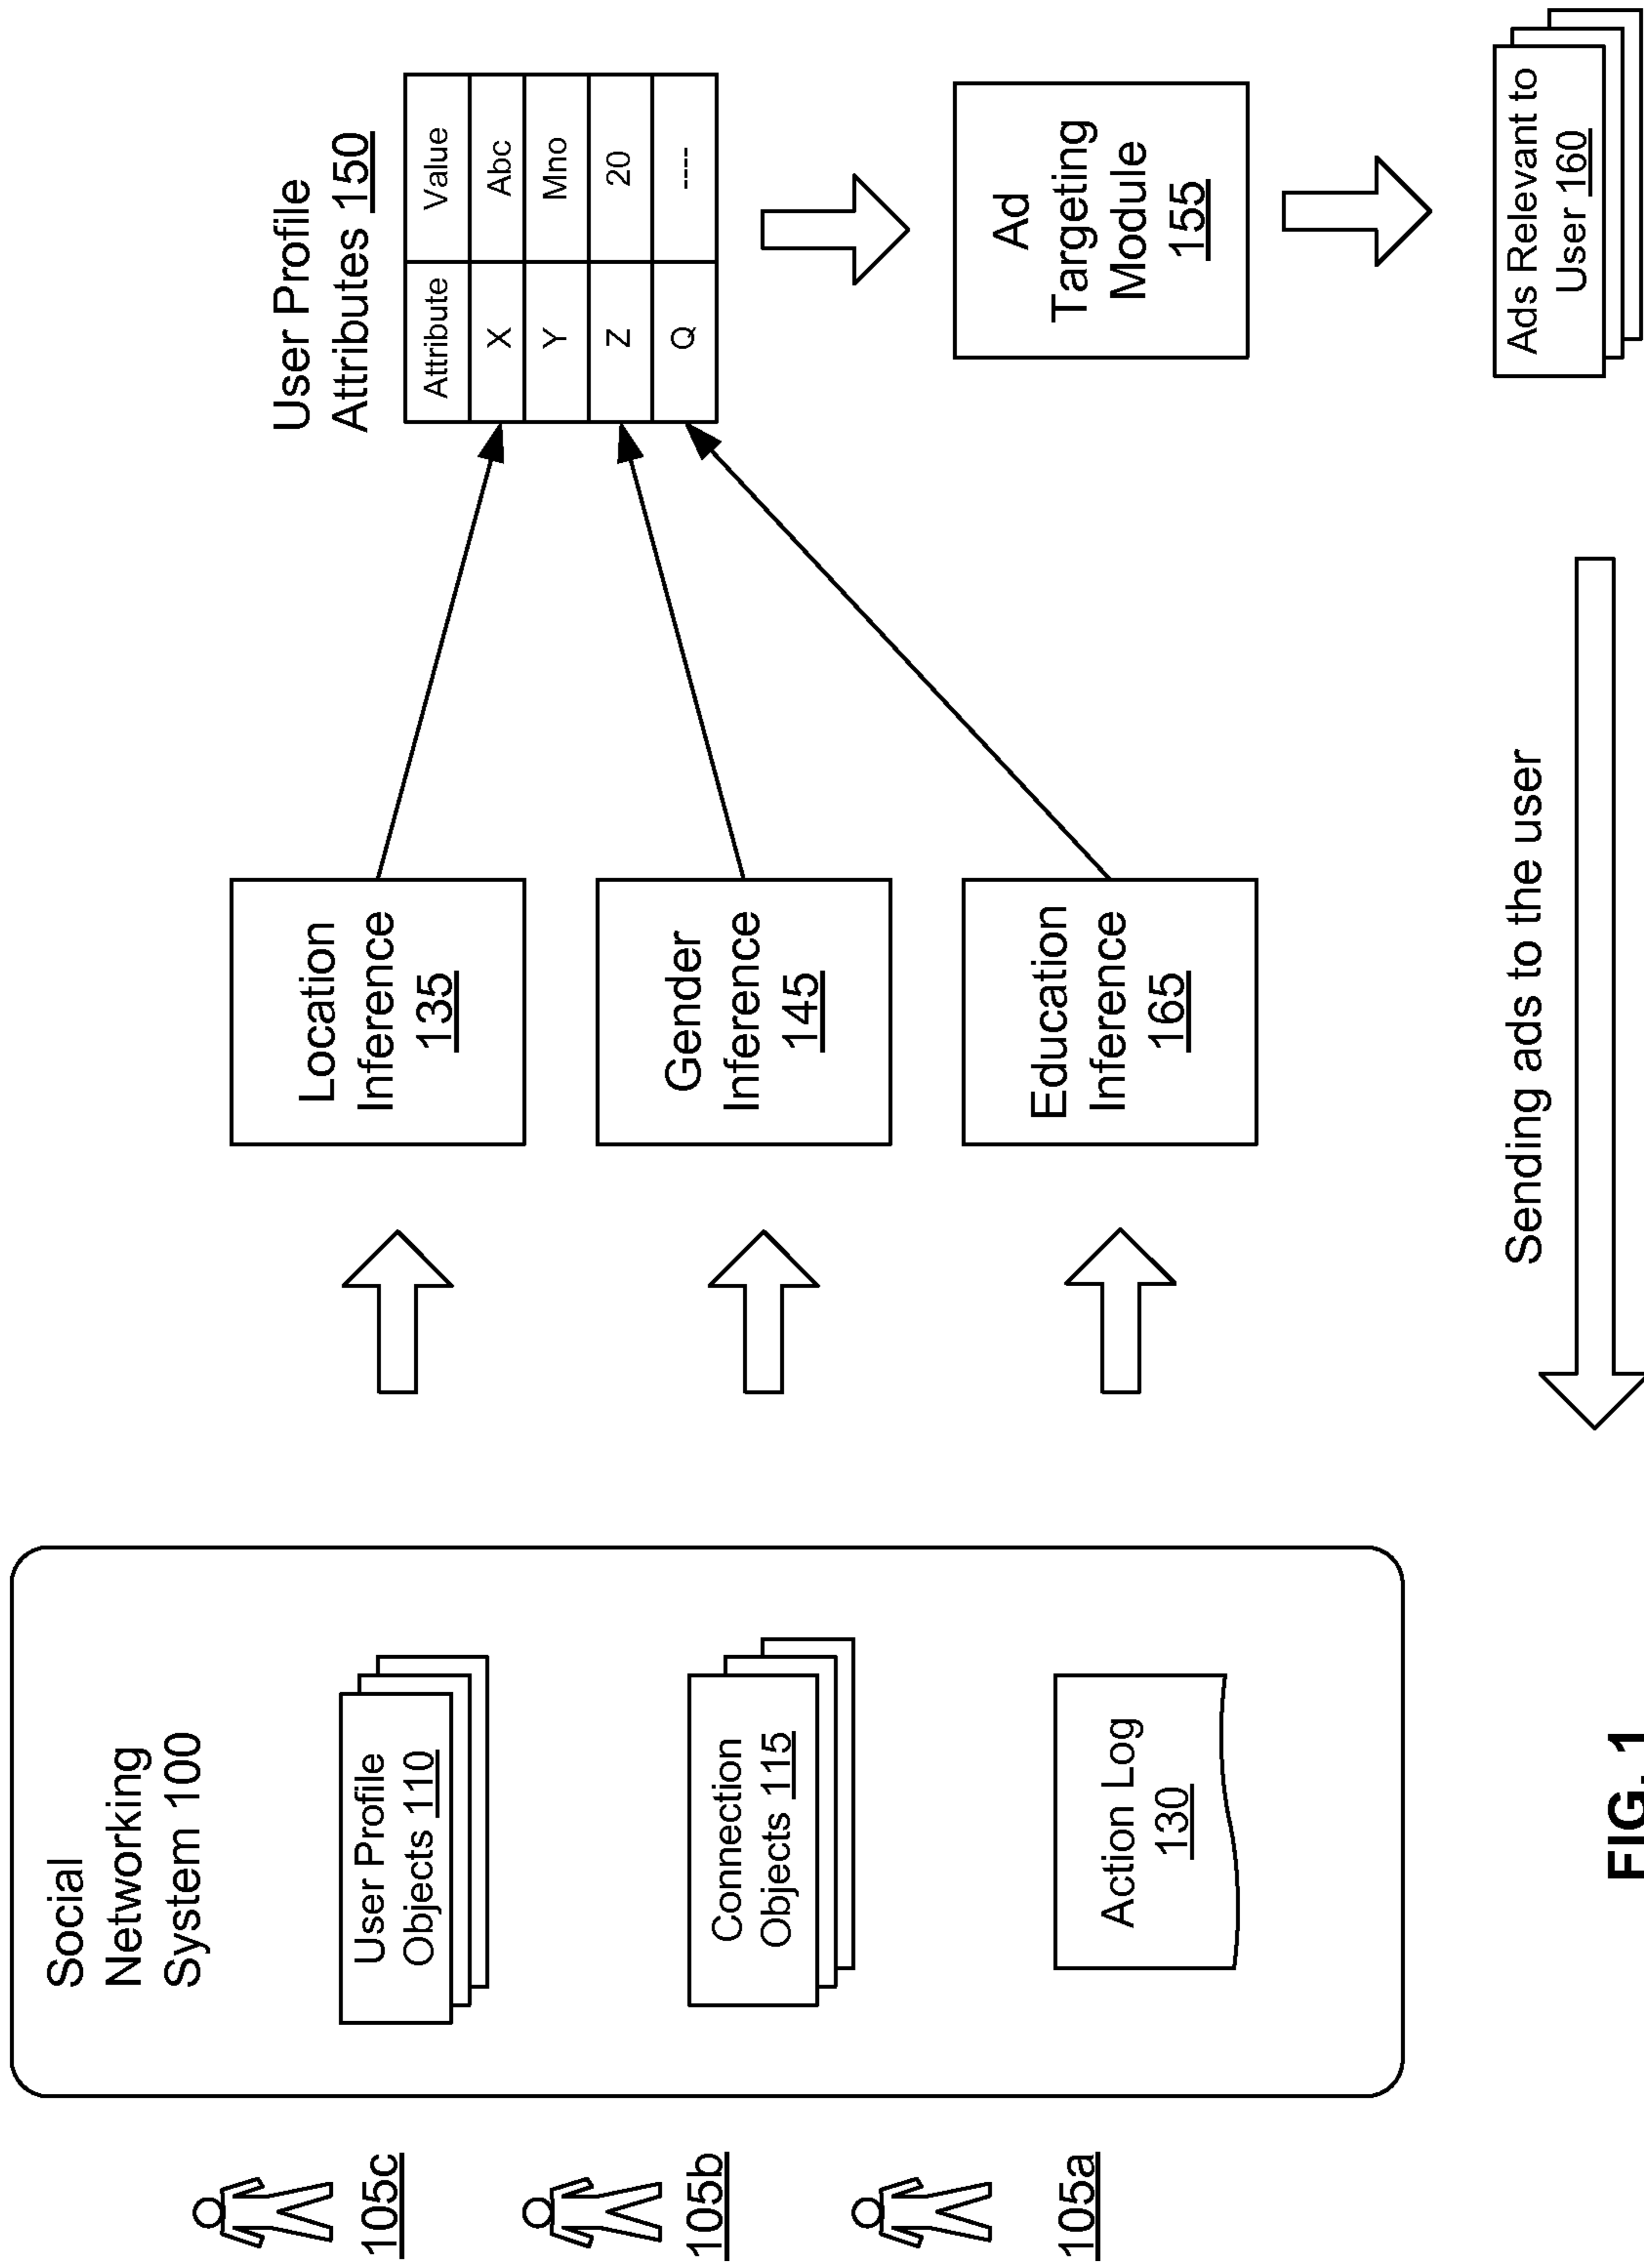 Social
Networking
System 100
User Profile
Objects 110
Connection
Objects 115
Action Log
130
105c
105b
105a
Location
Inference
135
Gender
Inference
145
Education
Inference
165
User Profile
Attributes 150
Attribute Value
X Abc
Y Mno
Z 20
Q ----
Ad
Targeting
Module
155
Ads Relevant to
User 160
Sending ads to the user
FIG. 1